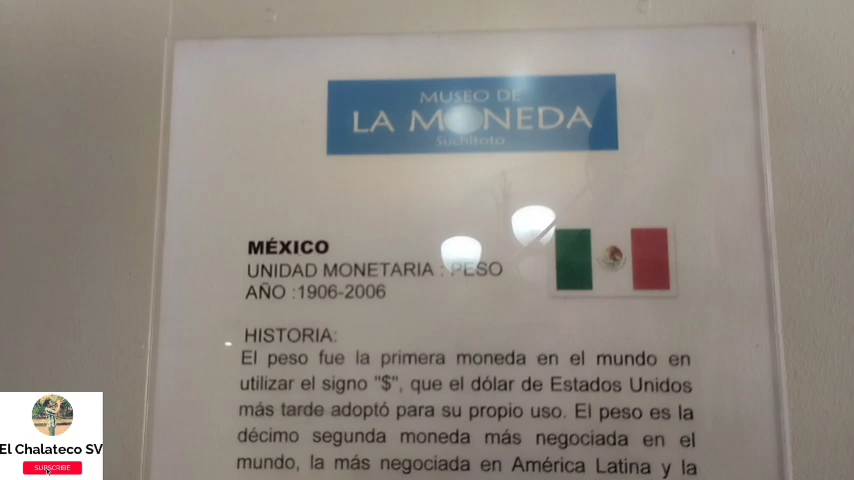 MUSEO DE
LA MONEDA
Suchitoto
MÉXICO
UNIDAD MONETARIA : PESO
AÑO :1906-2006
HISTORIA:
El peso fue la primera moneda en el mundo en
utilizar el signo "$", que el dólar de Estados Unidos
más tarde adoptó para su propio uso. El peso es la
décimo segunda moneda más negociada en el
mundo, la más negociada en América Latina y la
El Chalateco SV
SUBSCRIBE